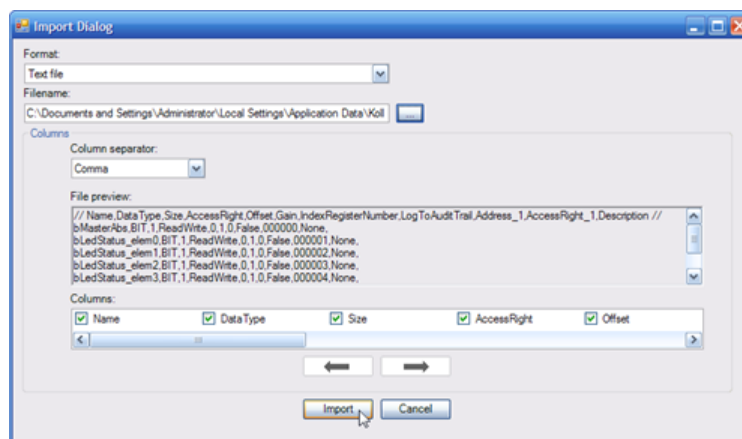 Import Dialog
Format:
Text file
Filename:
C:\Documents and Settings\Administrator\Local Settings\Application Data\Koll
...
Columns
Column separator:
Comma
File preview:
// Name,DataType,Size,AccessRight,Offset,Gain,IndexRegisterNumber,LogToAuditTrail,Address_1,AccessRight_1,Description //
bMasterAbs,BIT,1,ReadWrite,0,1,0,False,000000,None,
bLedStatus_elem0,BIT,1,ReadWrite,0,1,0,False,000001,None,
bLedStatus_elem1,BIT,1,ReadWrite,0,1,0,False,000002,None,
bLedStatus_elem2,BIT,1,ReadWrite,0,1,0,False,000003,None,
bLedStatus_elem3,BIT,1,ReadWrite,0,1,0,False,000004,None,
Columns:
Name DataType Size AccessRight Offset
Import Cancel